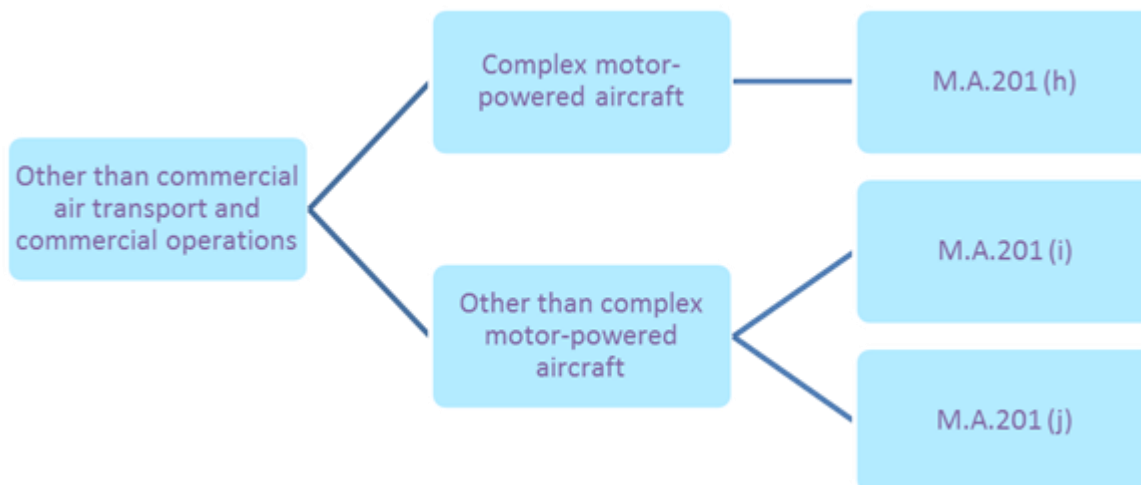 Other than commercial
air transport and
commercial operations
Complex motor-
powered aircraft
M.A.201 (h)
Other than complex
motor-powered
aircraft
M.A.201 (i)
M.A.201 (j)